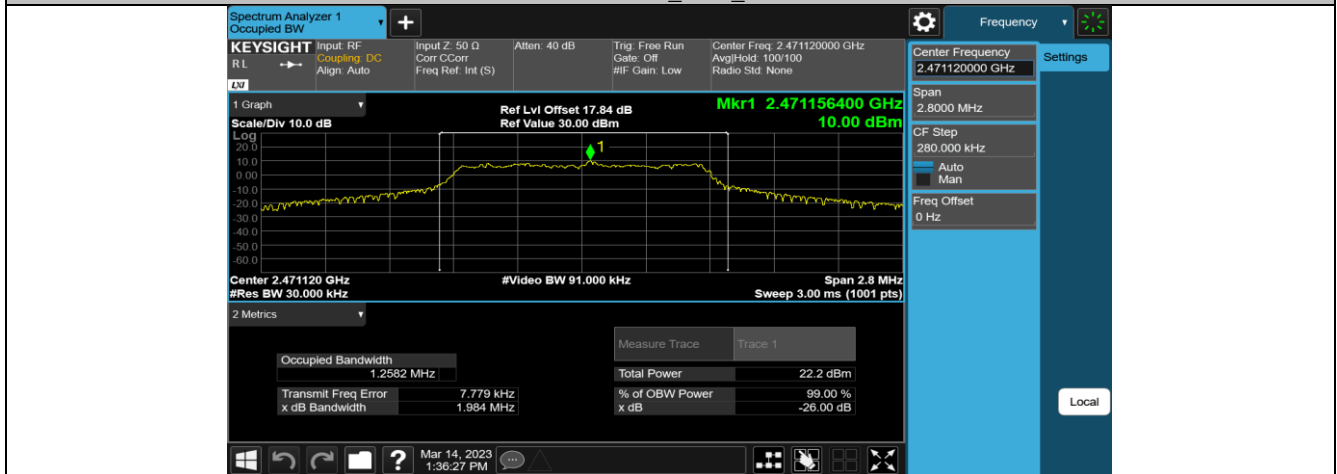 Spectrum Analyzer 1
Occupied BW
Frequency
KEYSIGHT
Input: RF
Coupling: DC
Align: Auto
Input Z: 50 Ω
Corr CCorr
Freq Ref: Int (S)
Atten: 40 dB
Trig: Free Run
Gate: Off
#IF Gain: Low
Center Freq: 2.471120000 GHz
Avg|Hold: 100/100
Radio Std: None
R L
LXI
Center Frequency
2.471120000 GHz
Settings
Span
2.8000 MHz
CF Step
280.000 kHz
Auto
Man
Freq Offset
0 Hz
1 Graph
Scale/Div 10.0 dB
Ref Lvl Offset 17.84 dB
Ref Value 30.00 dBm
Mkr1 2.471156400 GHz
10.00 dBm
Log
20.0
10.0
0.00
-10.0
-20.0
-30.0
-40.0
-50.0
-60.0
1
Center 2.471120 GHz
#Res BW 30.000 kHz
#Video BW 91.000 kHz
Span 2.8 MHz
Sweep 3.00 ms (1001 pts)
2 Metrics
Measure Trace
Trace 1
Occupied Bandwidth
1.2582 MHz
Total Power
22.2 dBm
Transmit Freq Error
7.779 kHz
% of OBW Power
99.00 %
x dB Bandwidth
1.984 MHz
x dB
-26.00 dB
Local
?
Mar 14, 2023
1:36:27 PM